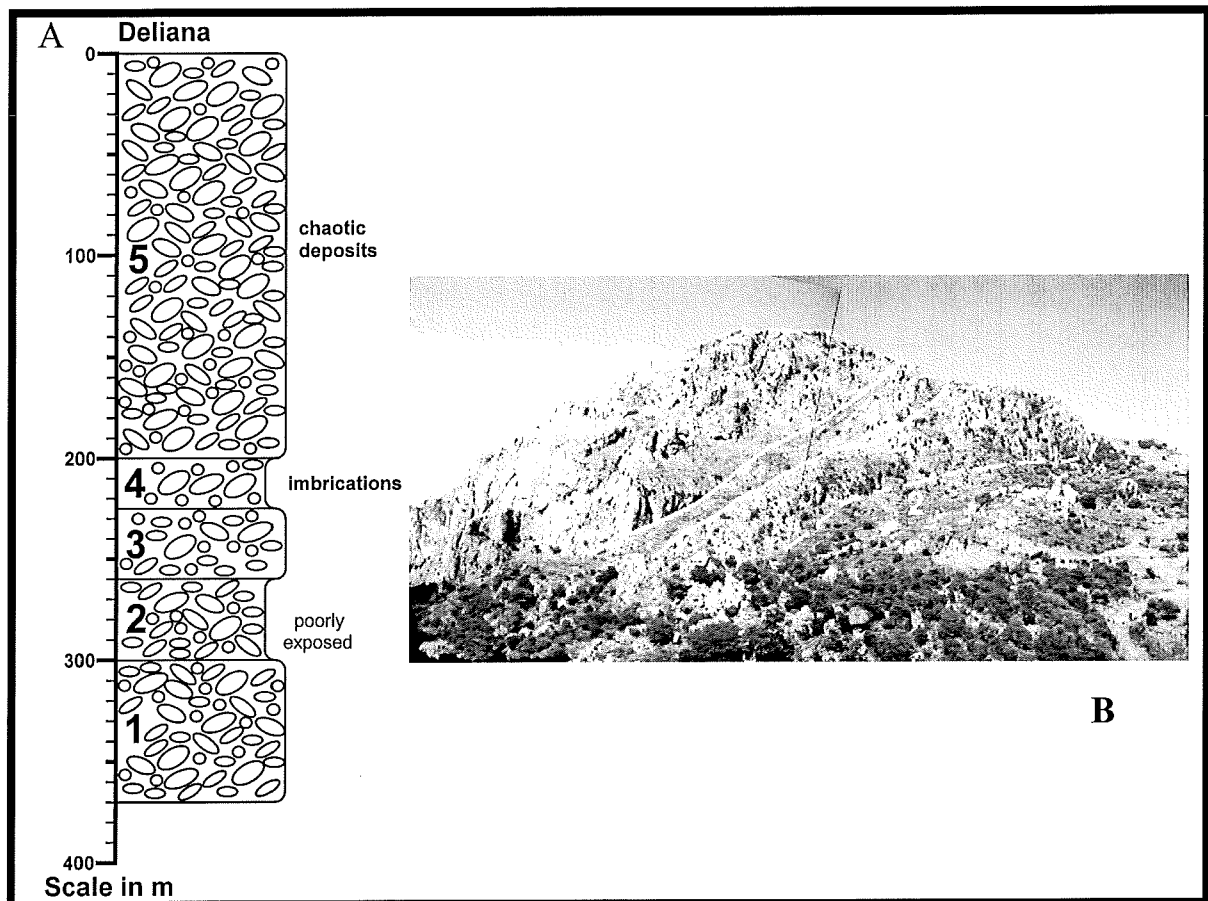 A
Deliana
0
100
200
300
400
Scale in m
5
4
3
2
1
chaotic
deposits
imbrications
poorly
exposed
B